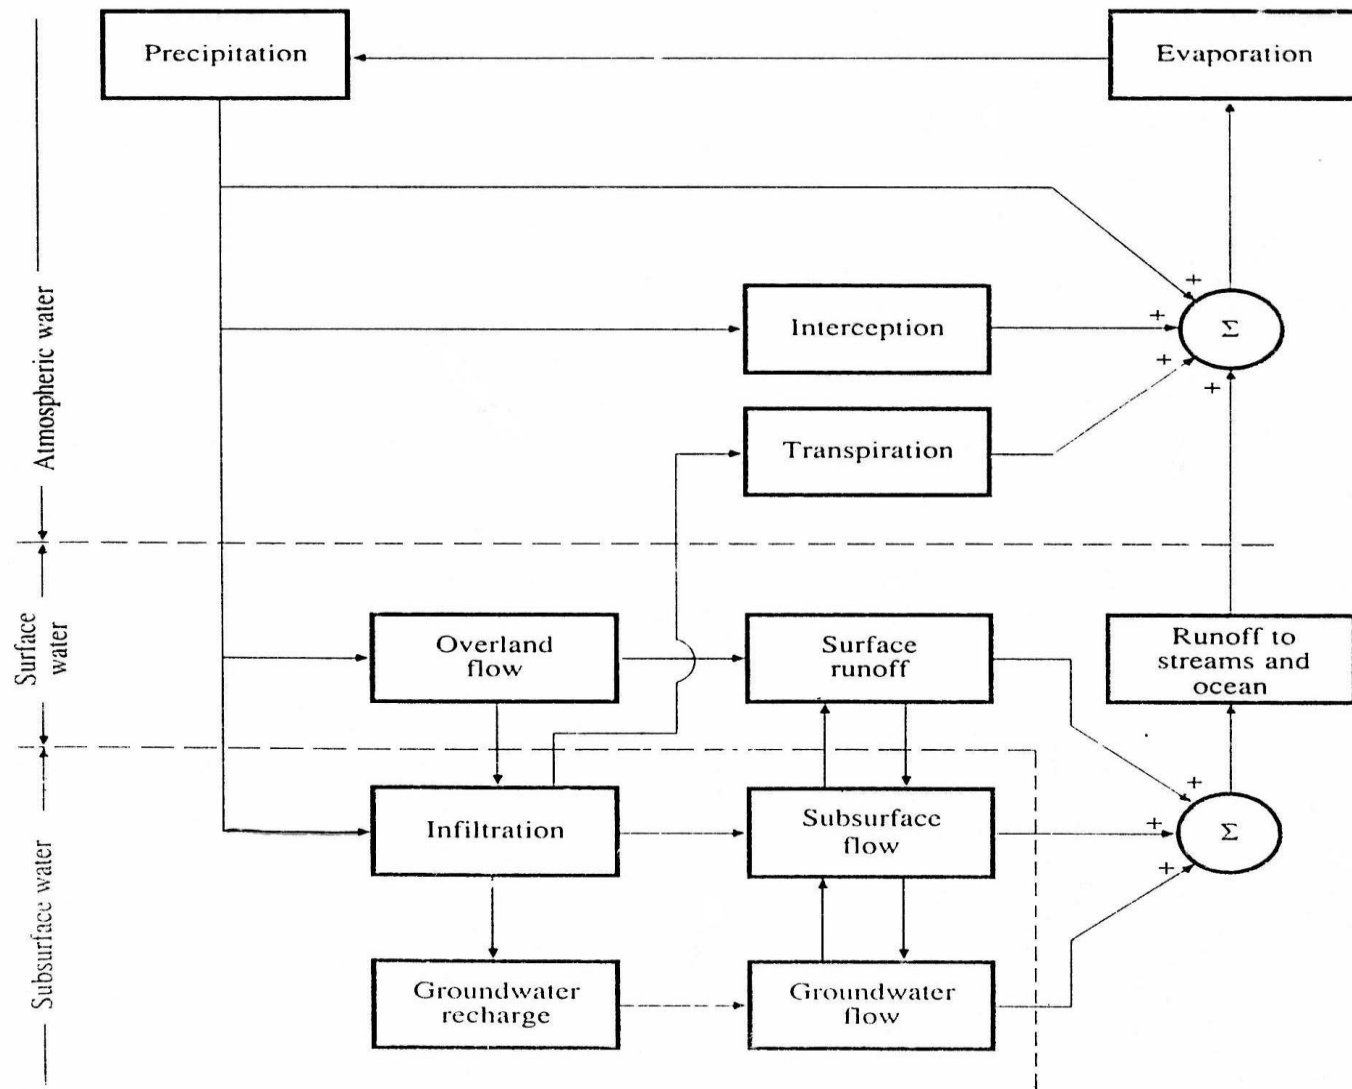 Precipitation
Evaporation
+
Interception
+
Σ
+
Transpiration
+
Atmospheric water
Surface
water
Overland
flow
Surface
runoff
Runoff to
streams and
ocean
+
Infiltration
Subsurface
flow
+
Σ
+
Subsurface water
Groundwater
recharge
Groundwater
flow